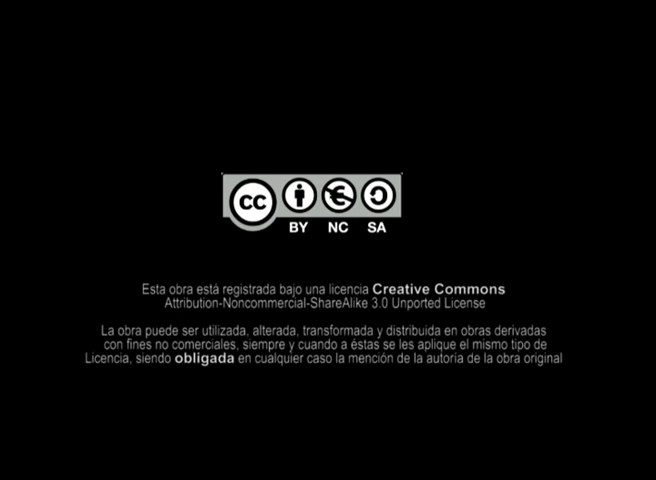 cc
BY NC SA
Esta obra está registrada bajo una licencia Creative Commons
Attribution-Noncommercial-ShareAlike 3.0 Unported License
La obra puede ser utilizada, alterada, transformada y distribuida en obras derivadas
con fines no comerciales, siempre y cuando a éstas se les aplique el mismo tipo de
Licencia, siendo obligada en cualquier caso la mención de la autoría de la obra original